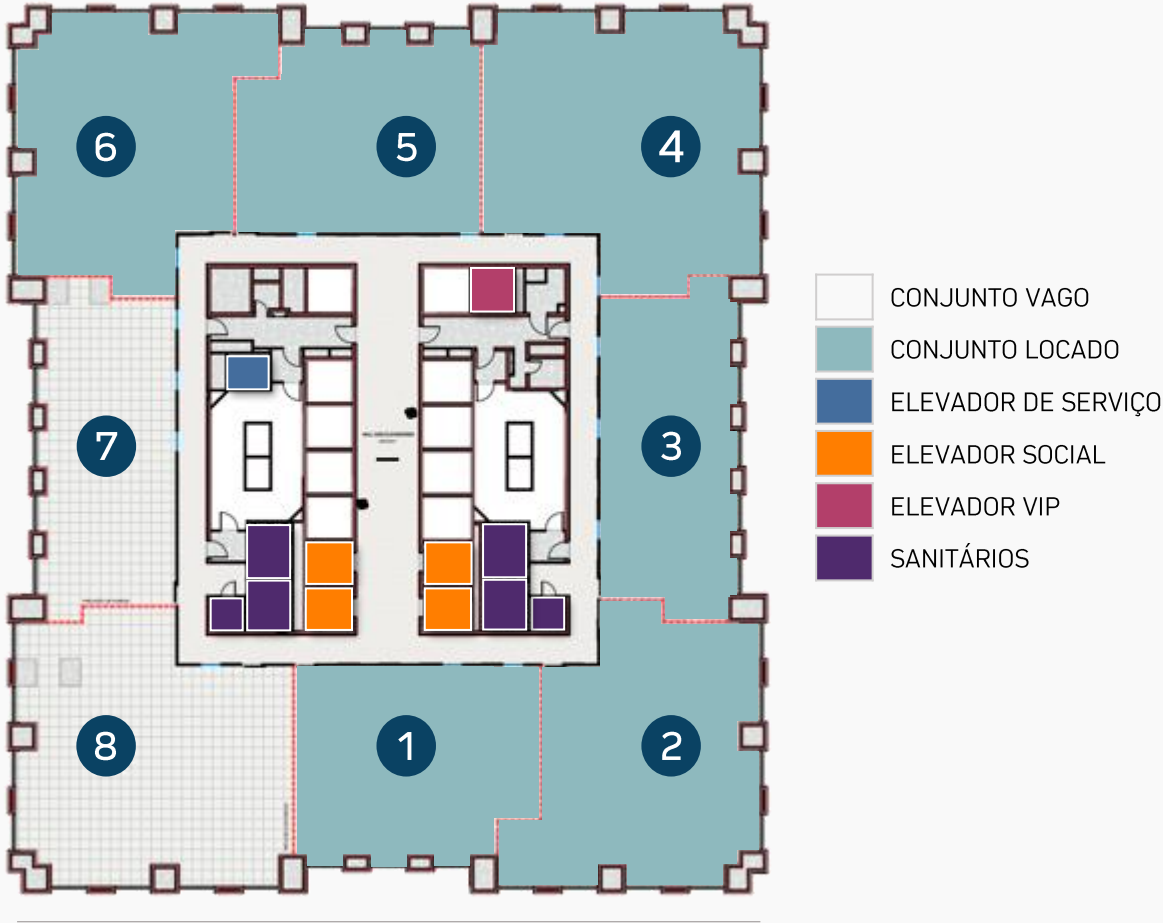 6
5
4
7
3
8
1
2
CONJUNTO VAGO
CONJUNTO LOCADO
ELEVADOR DE SERVIÇO
ELEVADOR SOCIAL
ELEVADOR VIP
SANITÁRIOS